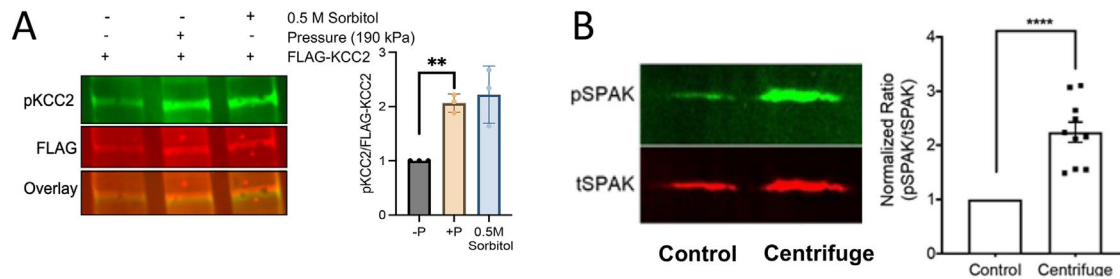 A
- - + 0.5 M Sorbitol
- + - Pressure (190 kPa)
+ + + FLAG-KCC2
pKCC2
FLAG
Overlay
pKCC2/FLAG-KCC2
3
2
1
0
**
-P +P 0.5M
Sorbitol
B
pSPAK
tSPAK
Control Centrifuge
Normalized Ratio
(pSPAK/tSPAK)
4
3
2
1
0
****
Control Centrifuge